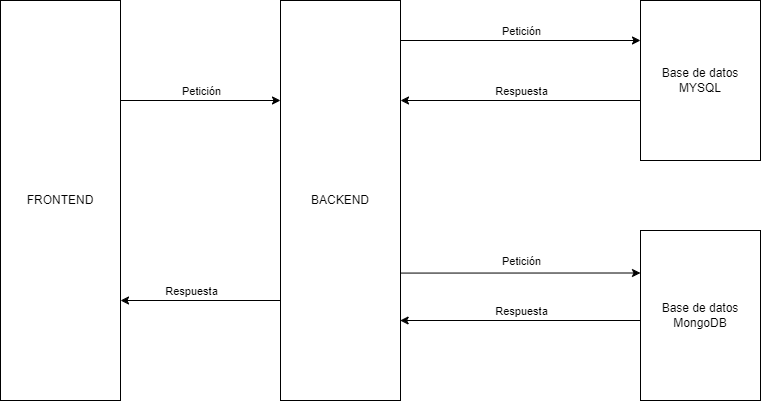 Petición
Base de datos
MYSQL
Petición
Respuesta
FRONTEND
BACKEND
Petición
Respuesta
Respuesta
Base de datos
MongoDB